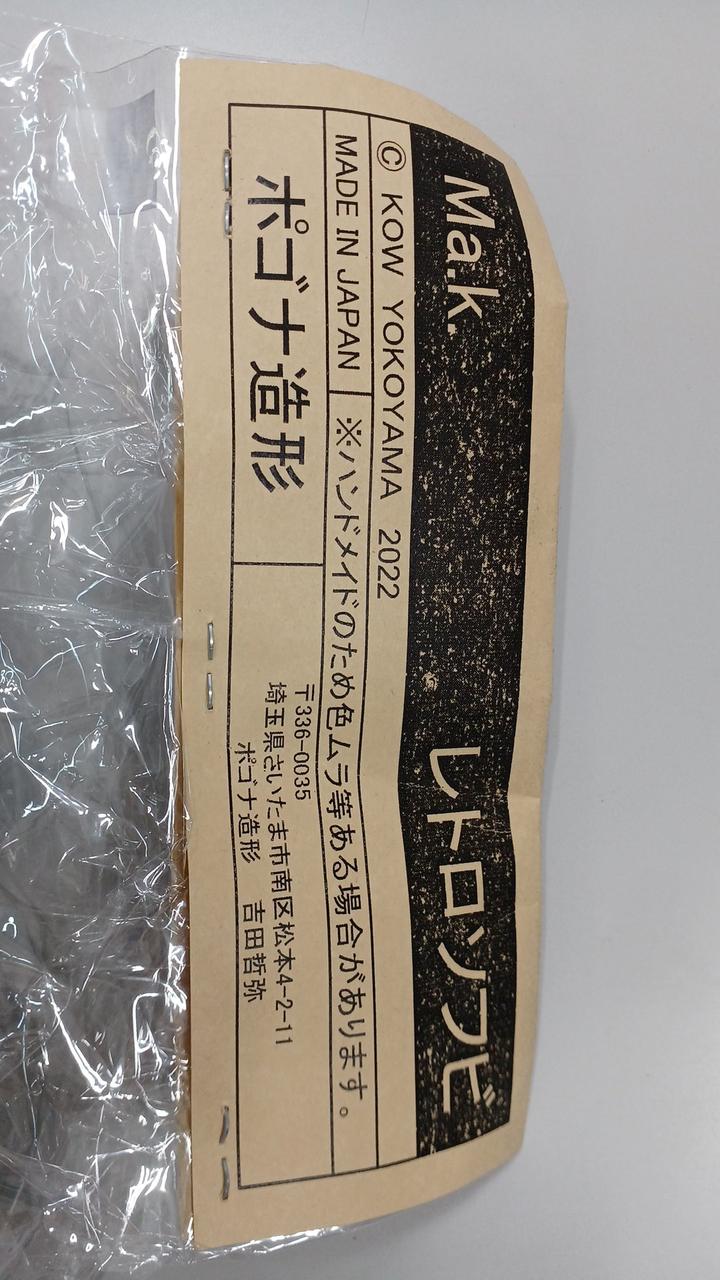 Ma.k. レトロソフビ
© KOW YOKOYAMA 2022
MADE IN JAPAN ※ハンドメイドのため色ムラ等ある場合があります。
ポゴナ造形
〒336-0035
埼玉県さいたま市南区松本4-2-11
ポゴナ造形 吉田哲弥